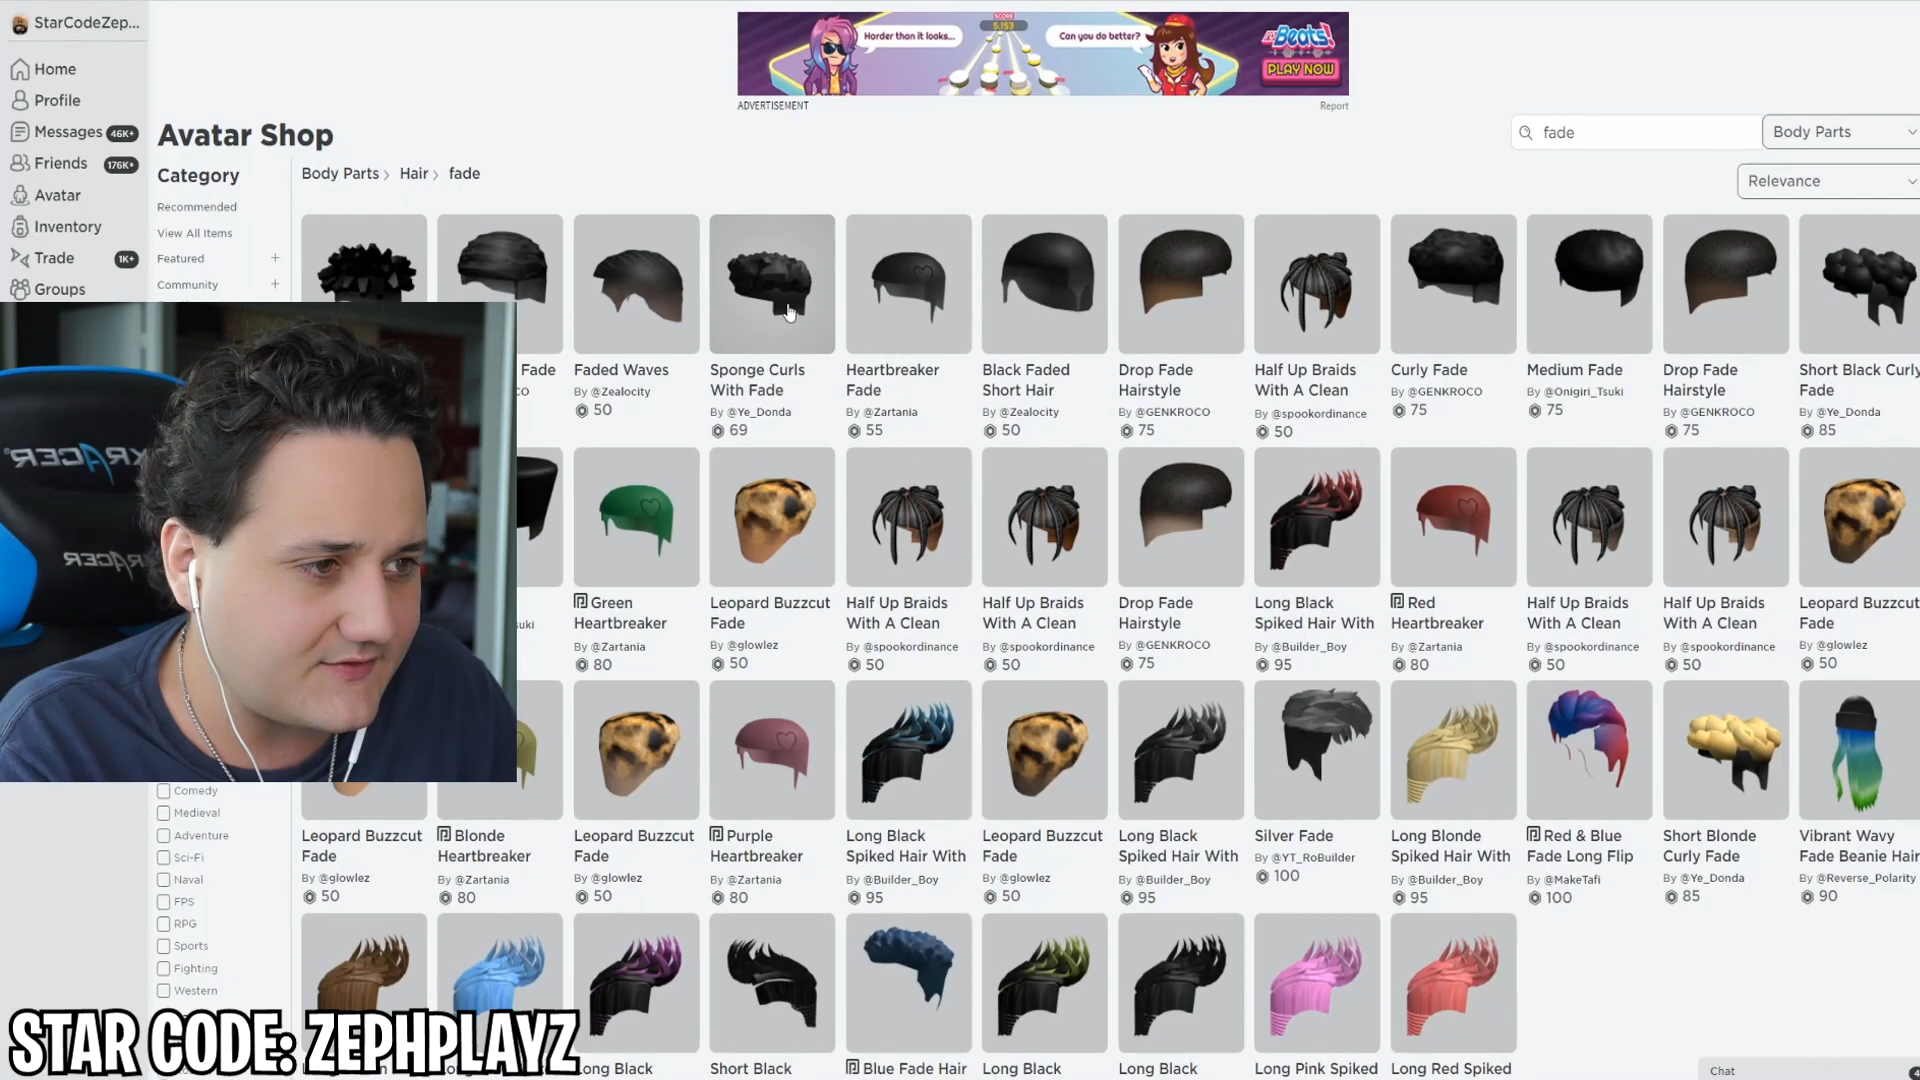 StarCodeZep...
Home
Profile
Messages 46K+
Friends 176K+
Avatar
Inventory
Trade 1K+
Groups
Harder than it looks...
SCORE
5,153
Can you do better?
Beats!
PLAY NOW
ADVERTISEMENT
Report
Avatar Shop
fade
Body Parts
Relevance
Category
Recommended
View All Items
Featured +
Community +
Body Parts › Hair › fade
Fade
CO
Faded Waves
By @Zealocity
50
Sponge Curls With Fade
By @Ye_Donda
69
Heartbreaker Fade
By @Zartania
55
Black Faded Short Hair
By @Zealocity
50
Drop Fade Hairstyle
By @GENKROCO
75
Half Up Braids With A Clean
By @spookordinance
50
Curly Fade
By @GENKROCO
75
Medium Fade
By @Onigiri_Tsuki
75
Drop Fade Hairstyle
By @GENKROCO
75
Short Black Curly Fade
By @Ye_Donda
85
suki
Green Heartbreaker
By @Zartania
80
Leopard Buzzcut Fade
By @glowlez
50
Half Up Braids With A Clean
By @spookordinance
50
Half Up Braids With A Clean
By @spookordinance
50
Drop Fade Hairstyle
By @GENKROCO
75
Long Black Spiked Hair With
By @Builder_Boy
95
Red Heartbreaker
By @Zartania
80
Half Up Braids With A Clean
By @spookordinance
50
Half Up Braids With A Clean
By @spookordinance
50
Leopard Buzzcut Fade
By @glowlez
50
Comedy
Medieval
Adventure
Sci-Fi
Naval
FPS
RPG
Sports
Fighting
Western
Leopard Buzzcut Fade
By @glowlez
50
Blonde Heartbreaker
By @Zartania
80
Leopard Buzzcut Fade
By @glowlez
50
Purple Heartbreaker
By @Zartania
80
Long Black Spiked Hair With
By @Builder_Boy
95
Leopard Buzzcut Fade
By @glowlez
50
Long Black Spiked Hair With
By @Builder_Boy
95
Silver Fade
By @YT_RoBuilder
100
Long Blonde Spiked Hair With
By @Builder_Boy
95
Red & Blue Fade Long Flip
By @MakeTafi
100
Short Blonde Curly Fade
By @Ye_Donda
85
Vibrant Wavy Fade Beanie Hair
By @Reverse_Polarity
90
STAR CODE: ZEPHPLAYZ
Long Black
Short Black
Blue Fade Hair
Long Black
Long Black
Long Pink Spiked
Long Red Spiked
Chat